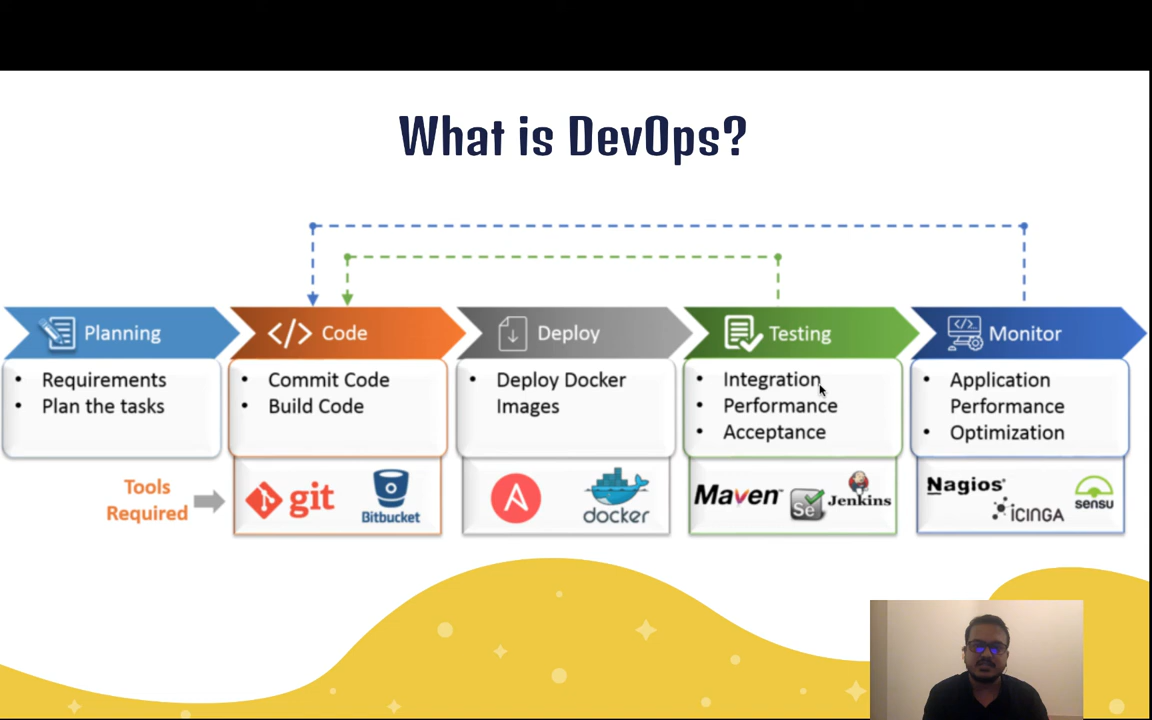 What is DevOps?
Planning
Requirements
Plan the tasks
</> Code
Commit Code
Build Code
Deploy
Deploy Docker
Images
Testing
Integration
Performance
Acceptance
Monitor
Application
Performance
Optimization
Tools
Required
git
Bitbucket
A
docker
Maven
Se
Jenkins
Nagios®
ICINGA
sensu